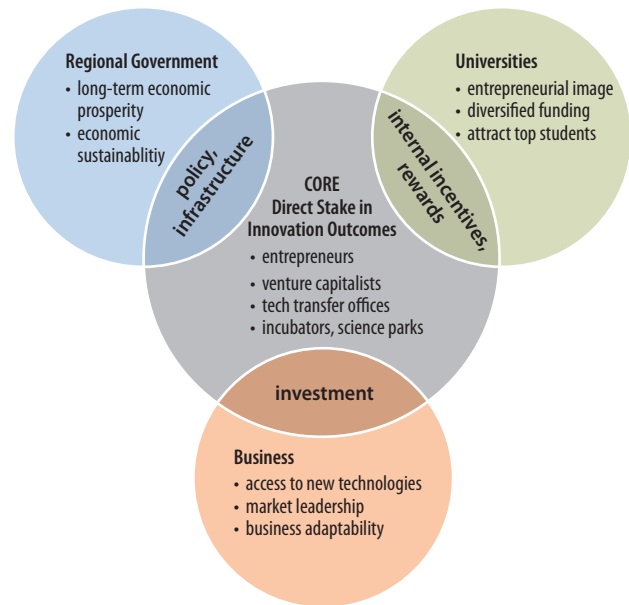 Regional Government
• long-term economic
prosperity
• economic
sustainablitiy
policy,
infrastructure
Universities
• entrepreneurial image
• diversified funding
• attract top students
internal incentives,
rewards
CORE
Direct Stake in
Innovation Outcomes
• entrepreneurs
• venture capitalists
• tech transfer offices
• incubators, science parks
investment
Business
• access to new technologies
• market leadership
• business adaptability